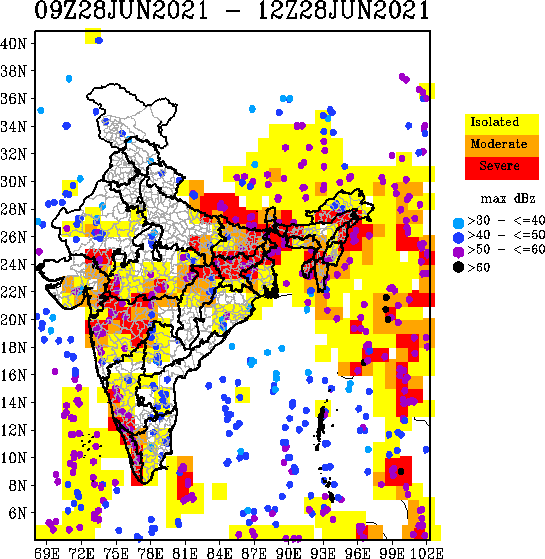 09Z28JUN2021 - 12Z28JUN2021
40N
38N
36N
34N
32N
30N
28N
26N
24N
22N
20N
18N
16N
14N
12N
10N
8N
6N
69E 72E 75E 78E 81E 84E 87E 90E 93E 96E 99E 102E
Isolated
Moderate
Severe
max dBz
>30 - <=40
>40 - <=50
>50 - <=60
>60